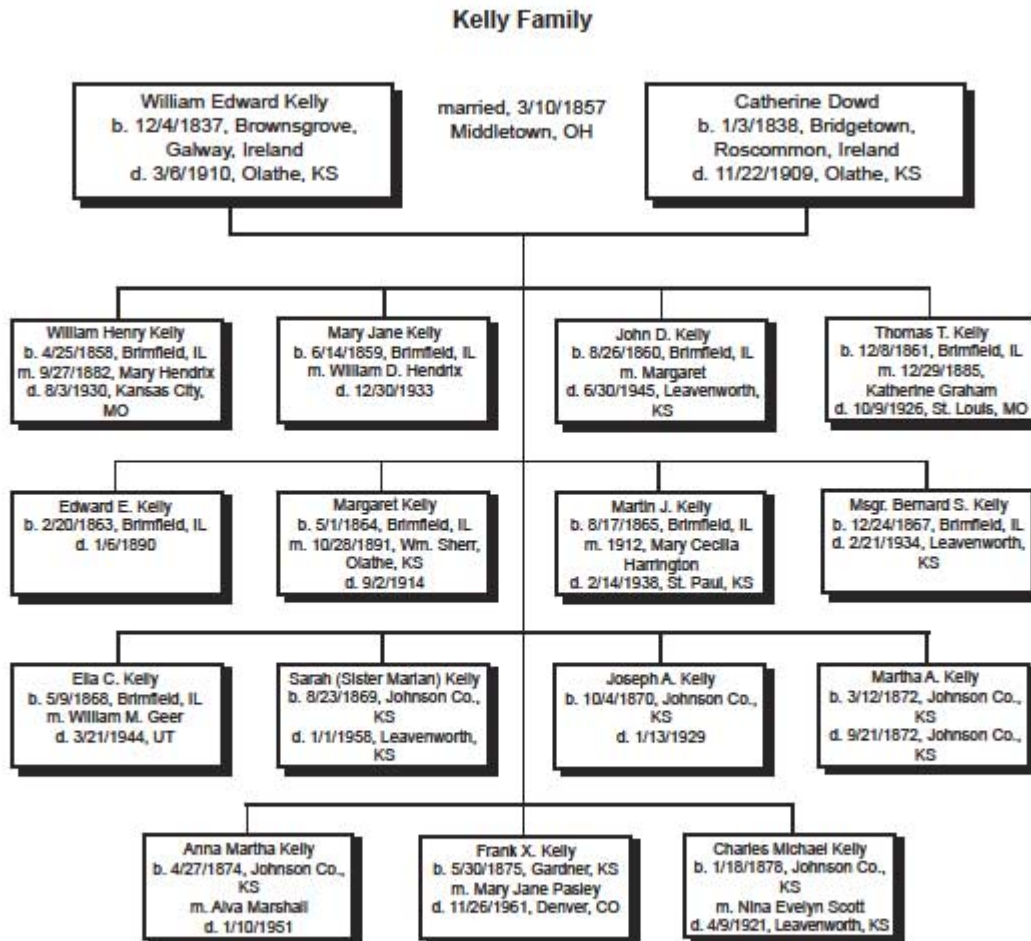 Kelly Family
William Edward Kelly
b. 12/4/1837, Brownsgrove,
Galway, Ireland
d. 3/6/1910, Olathe, KS
married, 3/10/1857
Middletown, OH
Catherine Dowd
b. 1/3/1838, Bridgetown,
Roscommon, Ireland
d. 11/22/1909, Olathe, KS
William Henry Kelly
b. 4/25/1858, Brimfield, IL
m. 9/27/1882, Mary Hendrix
d. 8/3/1930, Kansas City,
MO
Mary Jane Kelly
b. 6/14/1859, Brimfield, IL
m. William D. Hendrix
d. 12/30/1933
John D. Kelly
b. 8/26/1860, Brimfield, IL
m. Margaret
d. 6/30/1945, Leavenworth,
KS
Thomas T. Kelly
b. 12/8/1861, Brimfield, IL
m. 12/29/1885,
Katherine Graham
d. 10/9/1926, St. Louis, MO
Edward E. Kelly
b. 2/20/1863, Brimfield, IL
d. 1/6/1890
Margaret Kelly
b. 5/1/1864, Brimfield, IL
m. 10/28/1891, Wm. Sherr,
Olathe, KS
d. 9/2/1914
Martin J. Kelly
b. 8/17/1865, Brimfield, IL
m. 1912, Mary Cecilia
Harrington
d. 2/14/1938, St. Paul, KS
Msgr. Bernard S. Kelly
b. 12/24/1867, Brimfield, IL
d. 2/21/1934, Leavenworth,
KS
Ella C. Kelly
b. 5/9/1868, Brimfield, IL
m. William M. Geer
d. 3/21/1944, UT
Sarah (Sister Marian) Kelly
b. 8/23/1869, Johnson Co.,
KS
d. 1/1/1958, Leavenworth,
KS
Joseph A. Kelly
b. 10/4/1870, Johnson Co.,
KS
d. 1/13/1929
Martha A. Kelly
b. 3/12/1872, Johnson Co.,
KS
d. 9/21/1872, Johnson Co.,
KS
Anna Martha Kelly
b. 4/27/1874, Johnson Co.,
KS
m. Alva Marshall
d. 1/10/1951
Frank X. Kelly
b. 5/30/1875, Gardner, KS
m. Mary Jane Pasley
d. 11/26/1961, Denver, CO
Charles Michael Kelly
b. 1/18/1878, Johnson Co.,
KS
m. Nina Evelyn Scott
d. 4/9/1921, Leavenworth, KS